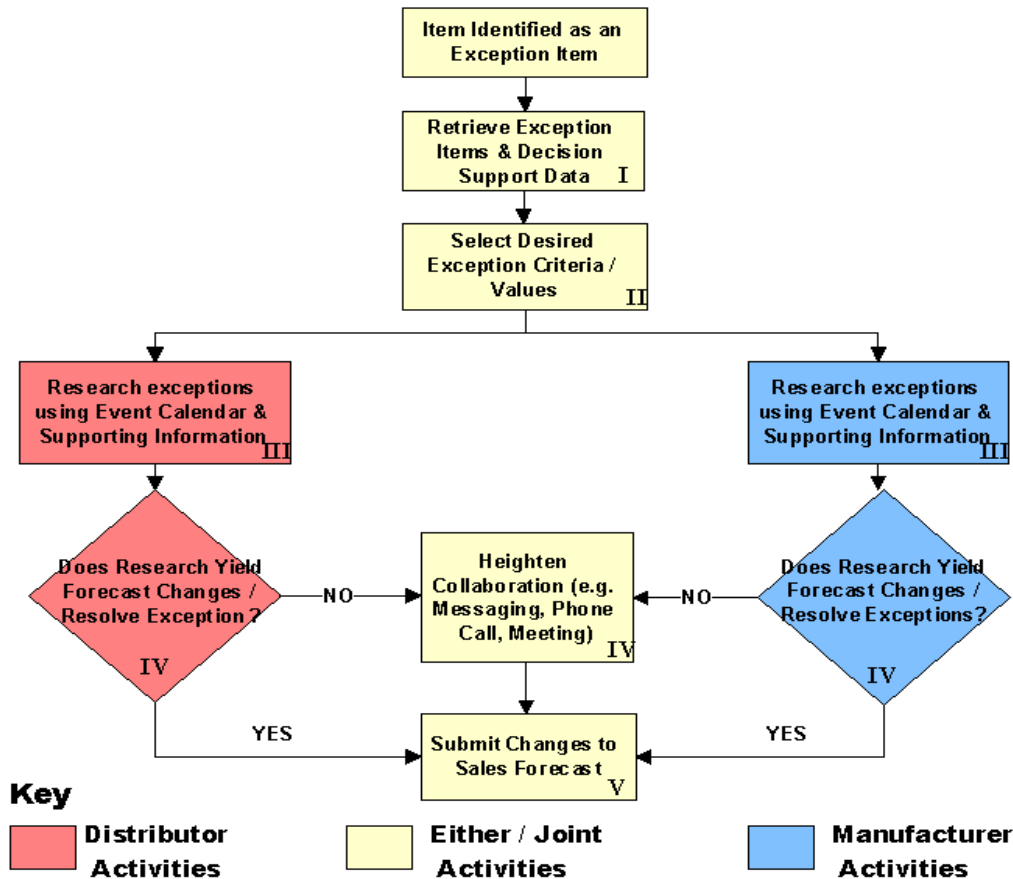 Item Identified as an
Exception Item
Retrieve Exception
Items & Decision
Support Data I
Select Desired
Exception Criteria /
Values
II
Research exceptions
using Event Calendar &
Supporting Information
III
Research exceptions
using Event Calendar &
Supporting Information
III
Does Research Yield
Forecast Changes /
Resolve Exception ?
IV
NO
Heighten
Collaboration (e.g.
Messaging, Phone
Call, Meeting)
IV
NO
Does Research Yield
Forecast Changes /
Resolve Exceptions?
IV
YES
Submit Changes to
Sales Forecast
V
YES
Key
Distributor
Activities
Either / Joint
Activities
Manufacturer
Activities